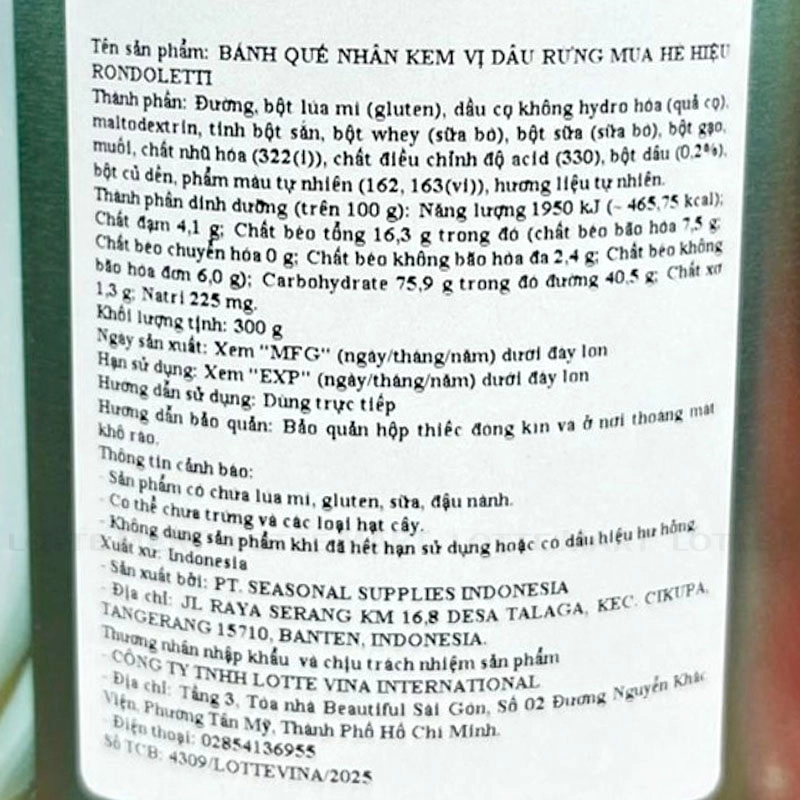 Tên sản phẩm: BÁNH QUẾ NHÂN KEM VỊ DÂU RỪNG MÙA HÈ HIỆU
RONDOLETTI
Thành phần: Đường, bột lúa mì (gluten), dầu cọ không hydro hóa (quả cọ),
maltodextrin, tinh bột sắn, bột whey (sữa bò), bột sữa (sữa bò), bột gạo,
muối, chất nhũ hóa (322(i)), chất điều chỉnh độ acid (330), bột dâu (0,2%),
bột củ dền, phẩm màu tự nhiên (162, 163(vi)), hương liệu tự nhiên.
Thành phần dinh dưỡng (trên 100 g): Năng lượng 1950 kJ (~ 465,75 kcal);
Chất đạm 4,1 g; Chất béo tổng 16,3 g trong đó (chất béo bão hòa 7,5 g;
Chất béo chuyển hóa 0 g; Chất béo không bão hòa đa 2,4 g; Chất béo không
bão hòa đơn 6,0 g); Carbohydrate 75,9 g trong đó đường 40,5 g; Chất xơ
1,3 g; Natri 225 mg.
Khối lượng tịnh: 300 g
Ngày sản xuất: Xem "MFG" (ngày/tháng/năm) dưới đáy lon
Hạn sử dụng: Xem "EXP" (ngày/tháng/năm) dưới đáy lon
Hướng dẫn sử dụng: Dùng trực tiếp
Hướng dẫn bảo quản: Bảo quản hộp thiếc đóng kín và ở nơi thoáng mát
khô ráo.
Thông tin cảnh báo:
- Sản phẩm có chứa lúa mì, gluten, sữa, đậu nành.
- Có thể chứa trứng và các loại hạt cây.
- Không dùng sản phẩm khi đã hết hạn sử dụng hoặc có dấu hiệu hư hỏng
Xuất xứ: Indonesia
- Sản xuất bởi: PT. SEASONAL SUPPLIES INDONESIA
- Địa chỉ: JL RAYA SERANG KM 16,8 DESA TALAGA, KEC. CIKUPA,
TANGERANG 15710, BANTEN, INDONESIA.
Thương nhân nhập khẩu và chịu trách nhiệm sản phẩm
- CÔNG TY TNHH LOTTE VINA INTERNATIONAL
- Địa chỉ: Tầng 3, Tòa nhà Beautiful Sài Gòn, Số 02 Đường Nguyễn Khắc
Viện, Phường Tân Mỹ, Thành Phố Hồ Chí Minh.
- Điện thoại: 02854136955
Số TCB: 4309/LOTTEVINA/2025